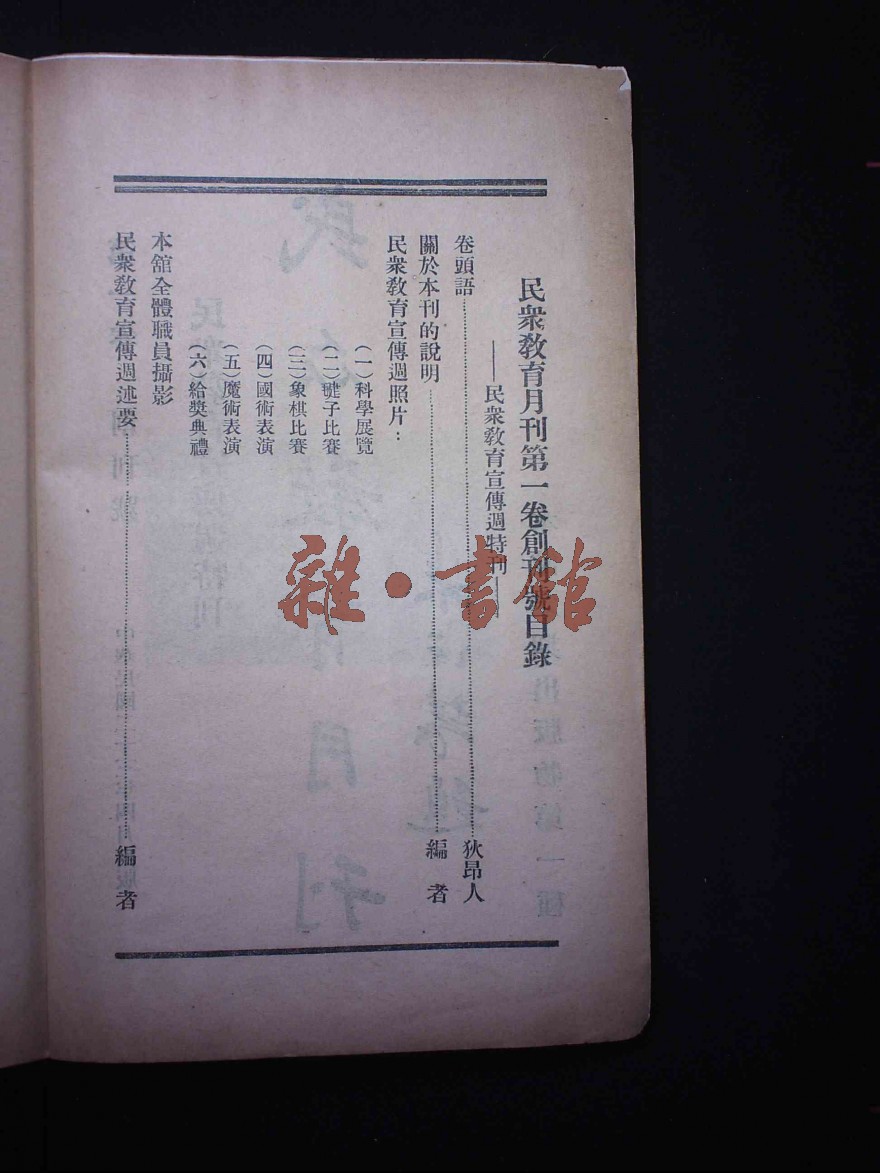 民衆教育月刊第一卷創刊號目錄
——民衆教育宣傳週特刊——
卷頭語……狄昂人
關於本刊的說明……編者
民衆教育宣傳週照片：
（一）科學展覽
（二）毽子比賽
（三）象棋比賽
（四）國術表演
（五）魔術表演
（六）給獎典禮
本舘全體職員攝影
民衆教育宣傳週述要……編者
雜·書舘